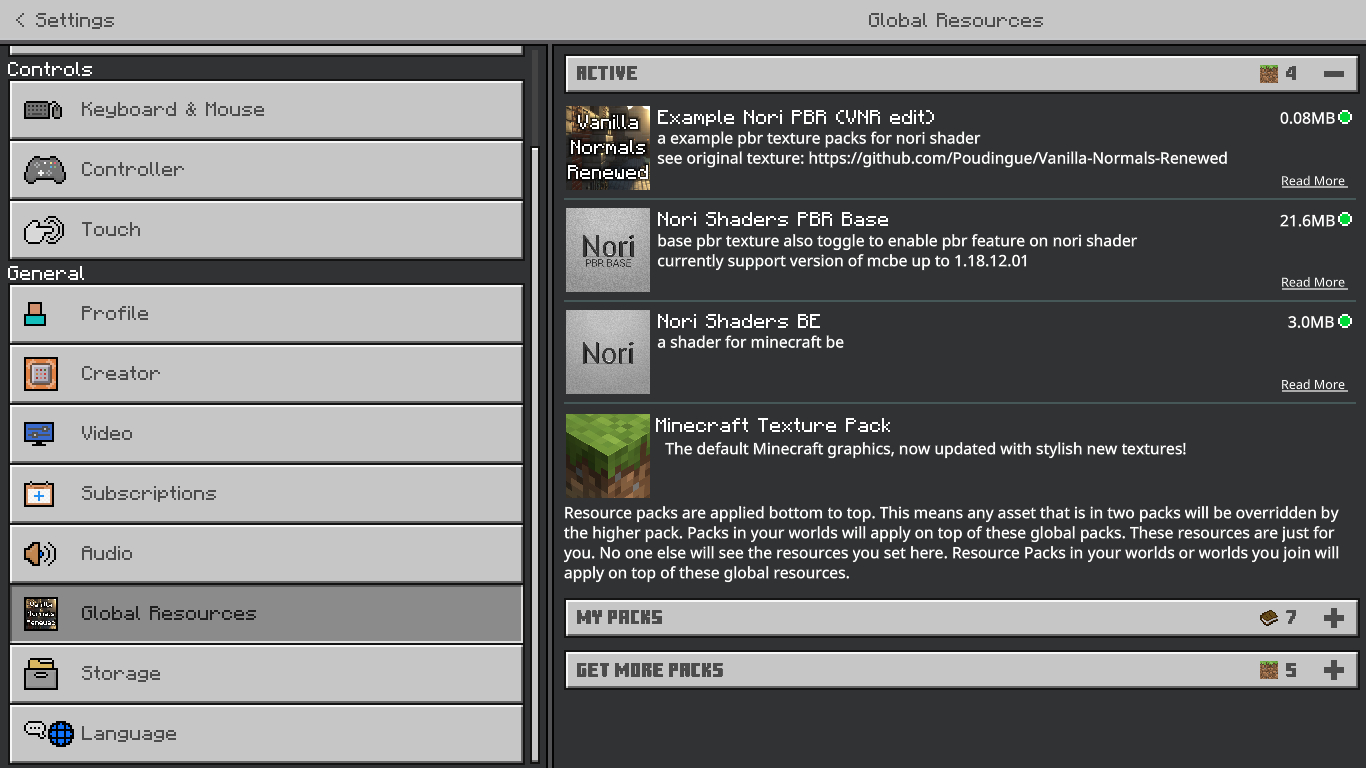 Settings
Global Resources
Controls
Keyboard & Mouse
Controller
Touch
General
Profile
Creator
Video
Subscriptions
Audio
Global Resources
Storage
Language
ACTIVE
4
Vanilla
Normals
Renewed
Example Nori PBR (VNR edit)
0.08MB
a example pbr texture packs for nori shader
see original texture: https://github.com/Poudingue/Vanilla-Normals-Renewed
Read More
Nori
PBR BASE
Nori Shaders PBR Base
21.6MB
base pbr texture also toggle to enable pbr feature on nori shader
currently support version of mcbe up to 1.18.12.01
Read More
Nori
Nori Shaders BE
3.0MB
a shader for minecraft be
Read More
Minecraft Texture Pack
The default Minecraft graphics, now updated with stylish new textures!
Resource packs are applied bottom to top. This means any asset that is in two packs will be overridden by
the higher pack. Packs in your worlds will apply on top of these global packs. These resources are just for
you. No one else will see the resources you set here. Resource Packs in your worlds or worlds you join will
apply on top of these global resources.
MY PACKS
7
GET MORE PACKS
5